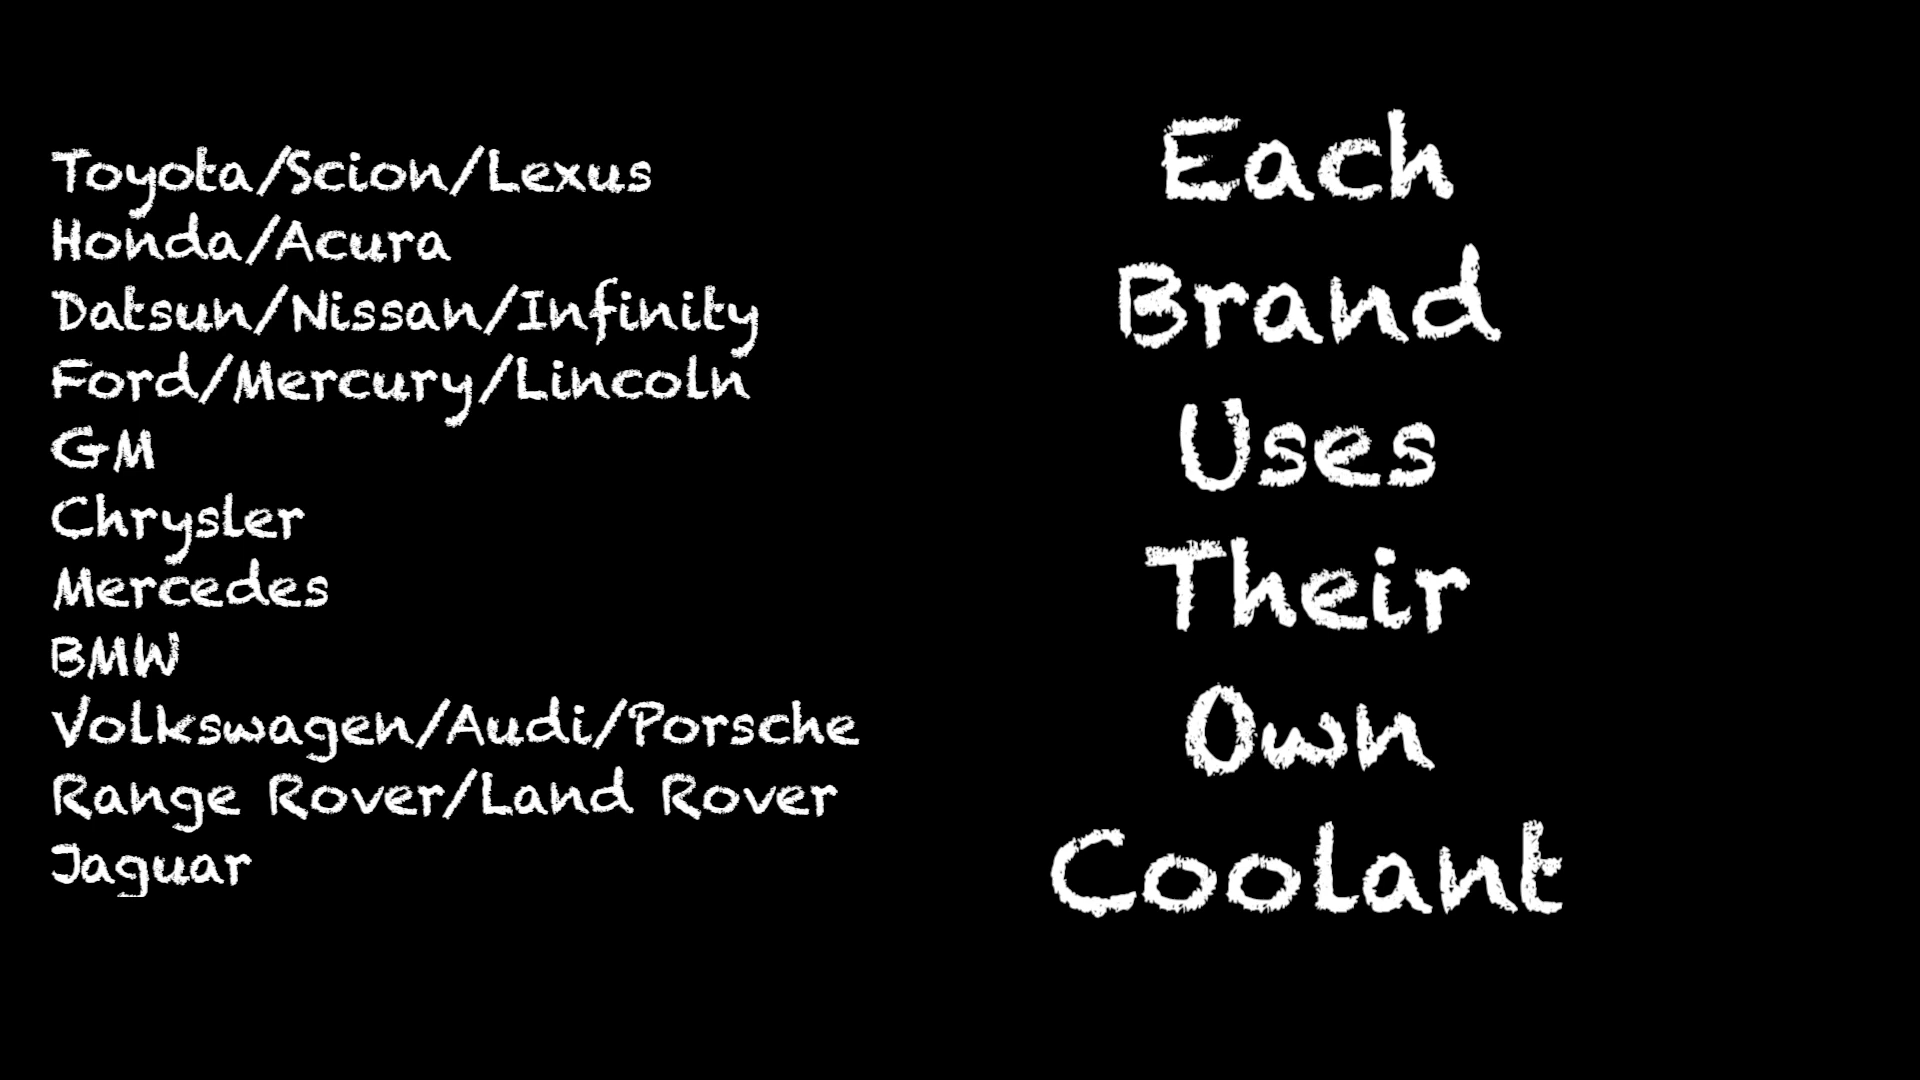 Toyota/Scion/Lexus
Honda/Acura
Datsun/Nissan/Infinity
Ford/Mercury/Lincoln
GM
Chrysler
Mercedes
BMW
Volkswagen/Audi/Porsche
Range Rover/Land Rover
Jaguar
Each
Brand
Uses
Their
Own
Coolant